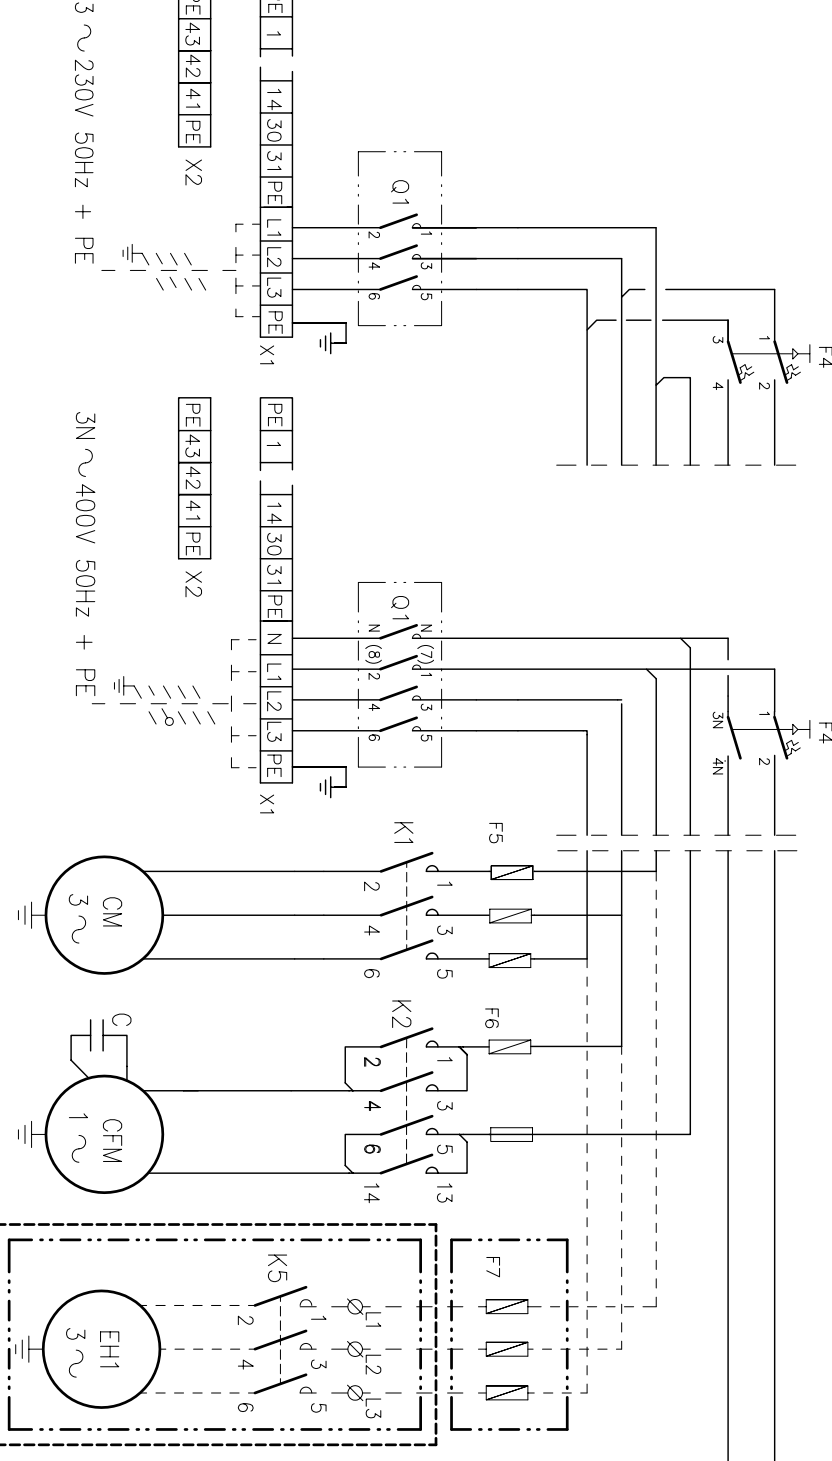 3 ~ 230V 50Hz + PE
PE 43 42 41 PE X2
PE 1 14 30 31 PE L1 L2 L3 PE X1
Q1
2 4 6
1 3 5
F4
1 2
3 4
3N ~ 400V 50Hz + PE
PE 43 42 41 PE X2
PE 1 14 30 31 PE N L1 L2 L3 PE X1
Q1
N (8) 2 4 6
N (7) 1 3 5
F4
1 2
3N 4N
CM
3 ~
K1
2 4 6
1 3 5
F5
C
CFM
1 ~
K2
2 4 6 14
1 3 5 13
F6
EH1
3 ~
K5
2 4 6
1 3 5
L1 L2 L3
F7